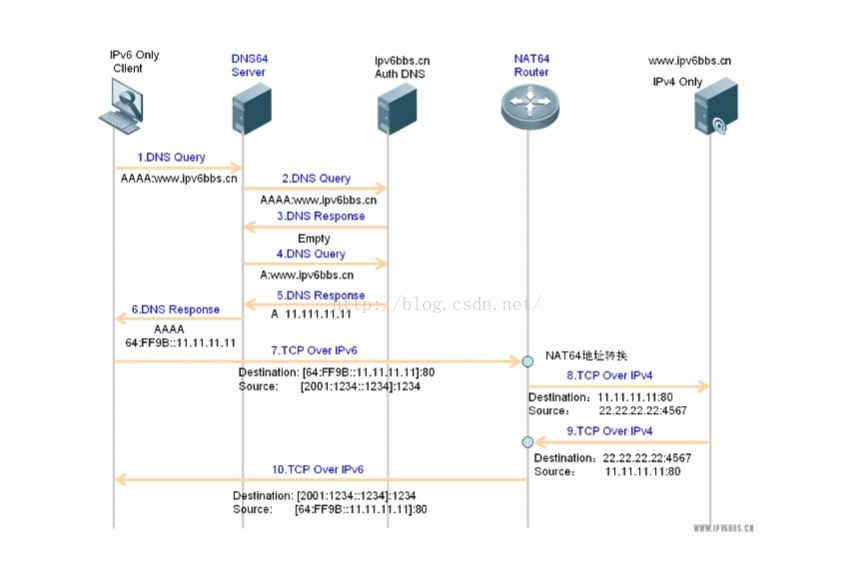 IPv6 Only
Client
DNS64
Server
Ipv6bbs.cn
Auth DNS
NAT64
Router
www.ipv6bbs.cn
IPv4 Only
@
1.DNS Query
AAAA:www.ipv6bbs.cn
2.DNS Query
AAAA:www.ipv6bbs.cn
3.DNS Response
Empty
4.DNS Query
A:www.ipv6bbs.cn
5.DNS Response
http://blog.csdn.net/
A 11.111.11.11
6.DNS Response
AAAA
64:FF9B::11.11.11.11
7.TCP Over IPv6
Destination: [64:FF9B::11.11.11.11]:80
Source: [2001:1234::1234]:1234
NAT64地址转换
8.TCP Over IPv4
Destination: 11.11.11.11:80
Source: 22.22.22.22:4567
9.TCP Over IPv4
Destination: 22.22.22.22:4567
Source: 11.11.11.11:80
10.TCP Over IPv6
Destination: [2001:1234::1234]:1234
Source: [64:FF9B::11.11.11.11]:80
WWW.IPV6BBS.CN